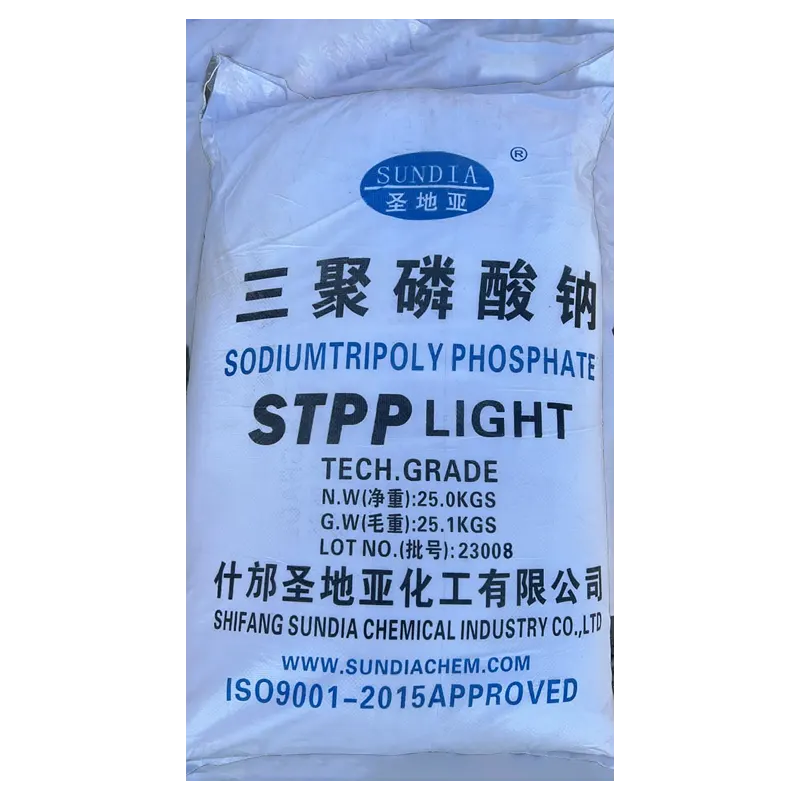 SUNDIA ®
圣地亚
三聚磷酸钠
SODIUMTRIPOLY PHOSPHATE
STPP LIGHT
TECH.GRADE
N.W(净重):25.0KGS
G.W(毛重):25.1KGS
LOT NO.(批号):23008
什邡圣地亚化工有限公司
SHIFANG SUNDIA CHEMICAL INDUSTRY CO.,LTD
WWW.SUNDIACHEM.COM
ISO9001-2015APPROVED